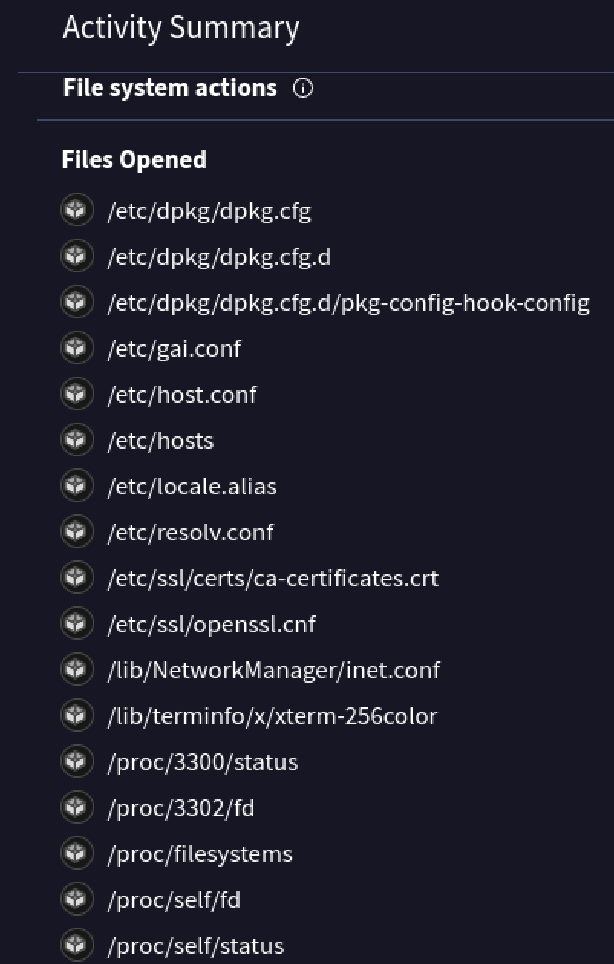 Activity Summary
File system actions
Files Opened
/etc/dpkg/dpkg.cfg
/etc/dpkg/dpkg.cfg.d
/etc/dpkg/dpkg.cfg.d/pkg-config-hook-config
/etc/gai.conf
/etc/host.conf
/etc/hosts
/etc/locale.alias
/etc/resolv.conf
/etc/ssl/certs/ca-certificates.crt
/etc/ssl/openssl.cnf
/lib/NetworkManager/inet.conf
/lib/terminfo/x/xterm-256color
/proc/3300/status
/proc/3302/fd
/proc/filesystems
/proc/self/fd
/proc/self/status